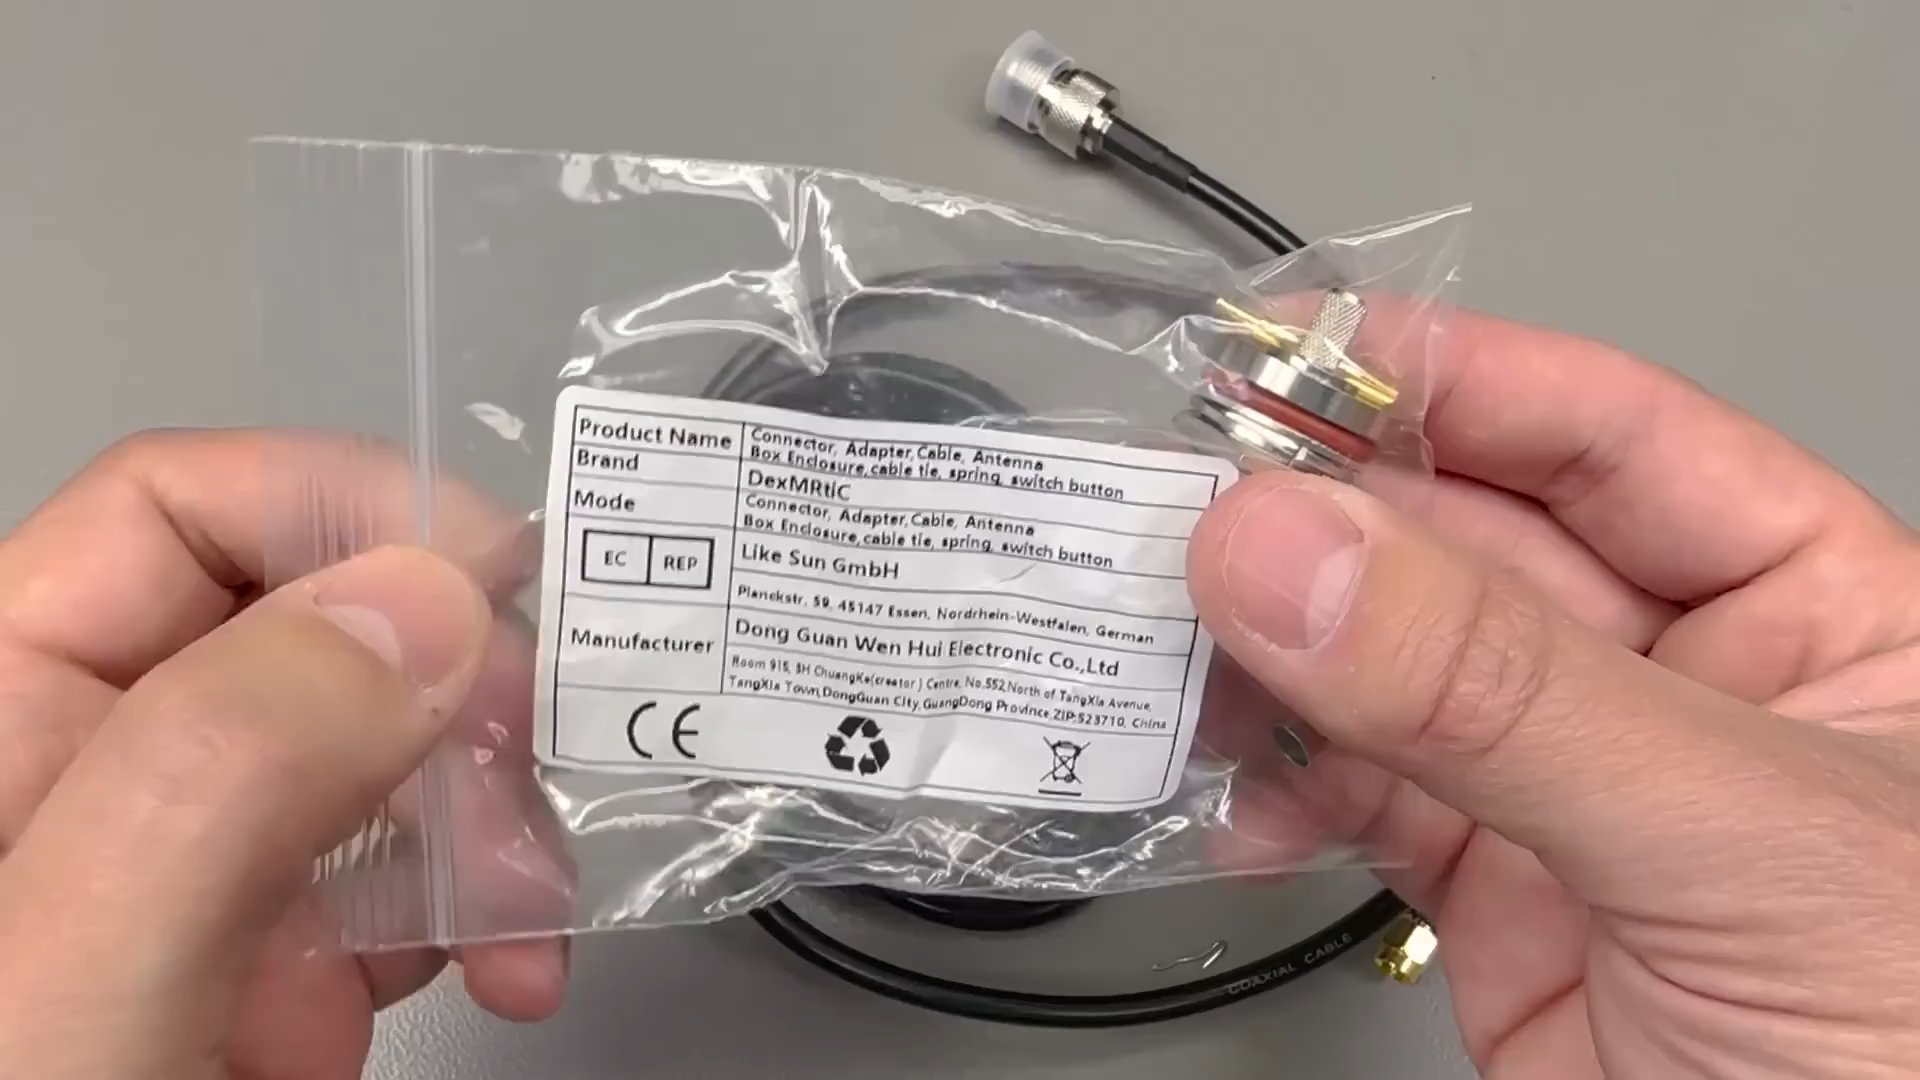 Product Name
Connector, Adapter, Cable, Antenna
Box Enclosure, cable tie, spring, switch button
Brand
DexMRtiC
Mode
Connector, Adapter, Cable, Antenna
Box Enclosure, cable tie, spring, switch button
EC REP
Like Sun GmbH
Planckstr, 59, 45147 Essen, Nordrhein-Westfalen, German
Manufacturer
Dong Guan Wen Hui Electronic Co.,Ltd
Room 915, ChuangKe(creator) Centre, No.552,North of TangXia Avenue,
TangXia Town,DongGuan City,GuangDong Province,ZIP:523710, China
CE
COAXIAL CABLE